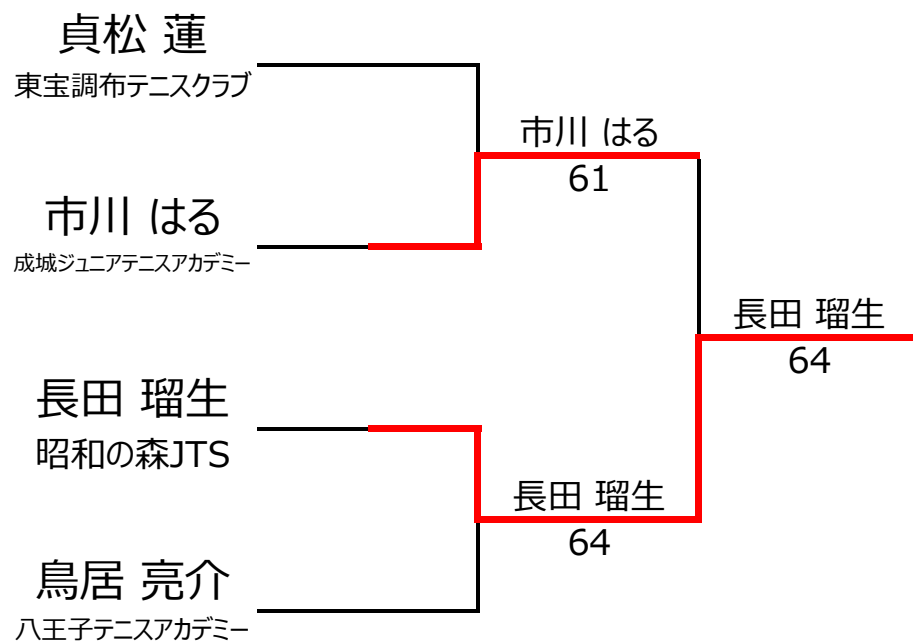 貞松 蓮
東宝調布テニスクラブ
市川 はる
61
市川 はる
成城ジュニアテニスアカデミー
長田 瑠生
64
長田 瑠生
昭和の森JTS
長田 瑠生
64
鳥居 亮介
八王子テニスアカデミー